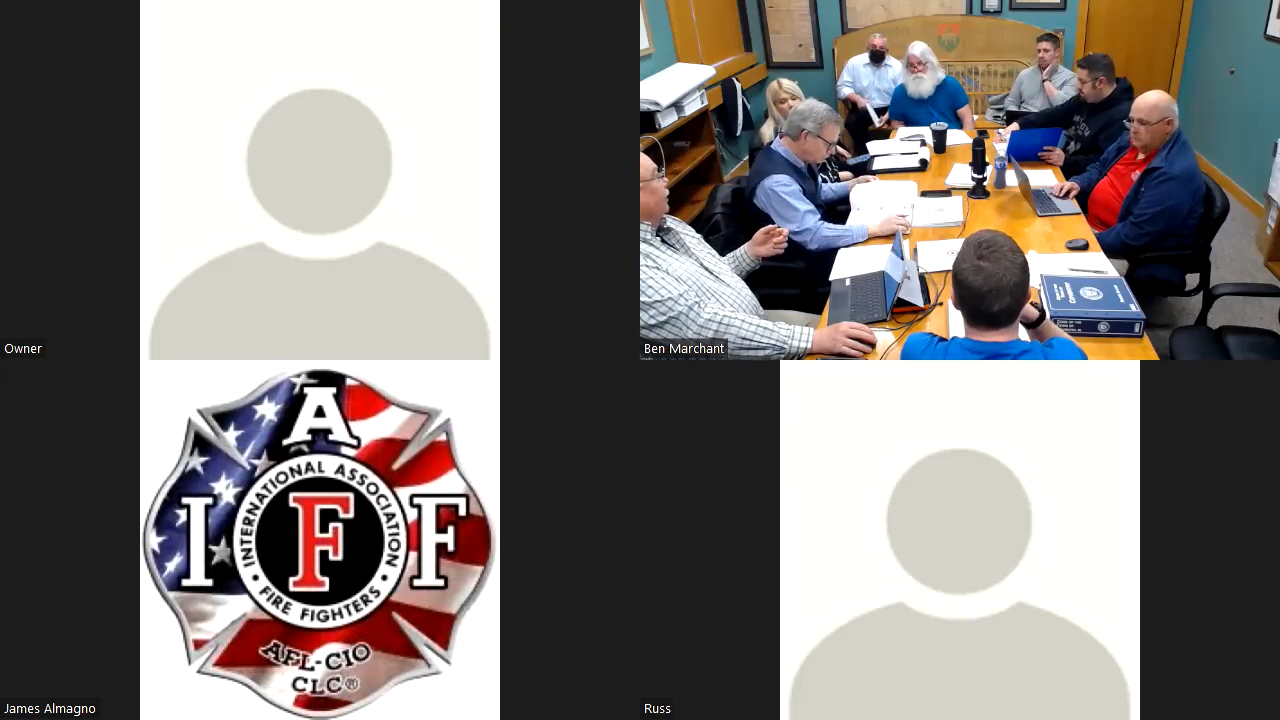 Owner
Ben Marchant
A
I F F
INTERNATIONAL ASSOCIATION
• FIRE FIGHTERS •
AFL-CIO
CLC®
James Almagno
Russ